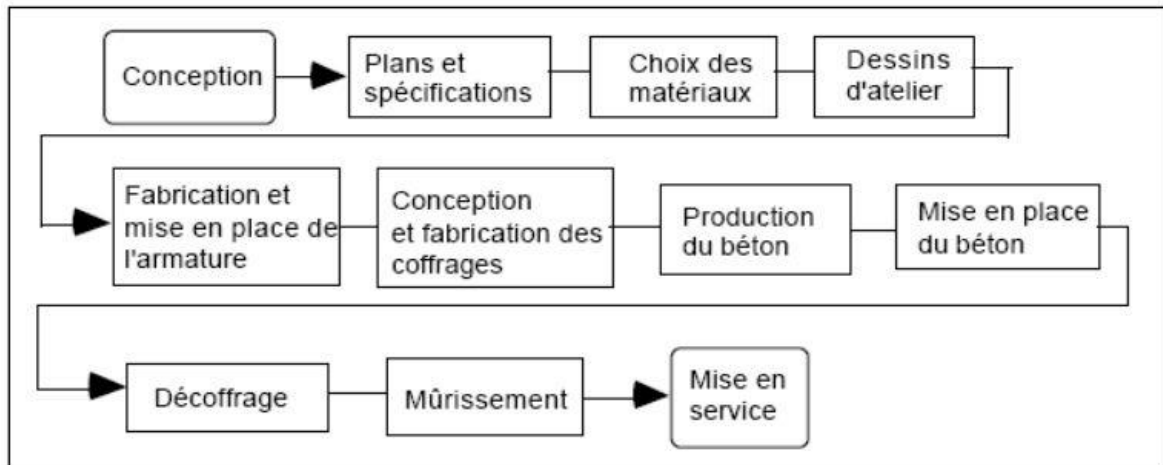 Conception
Plans et
spécifications
Choix des
matériaux
Dessins
d'atelier
Fabrication et
mise en place de
l'armature
Conception
et fabrication des
coffrages
Production
du béton
Mise en place
du béton
Décoffrage
Mûrissement
Mise en
service